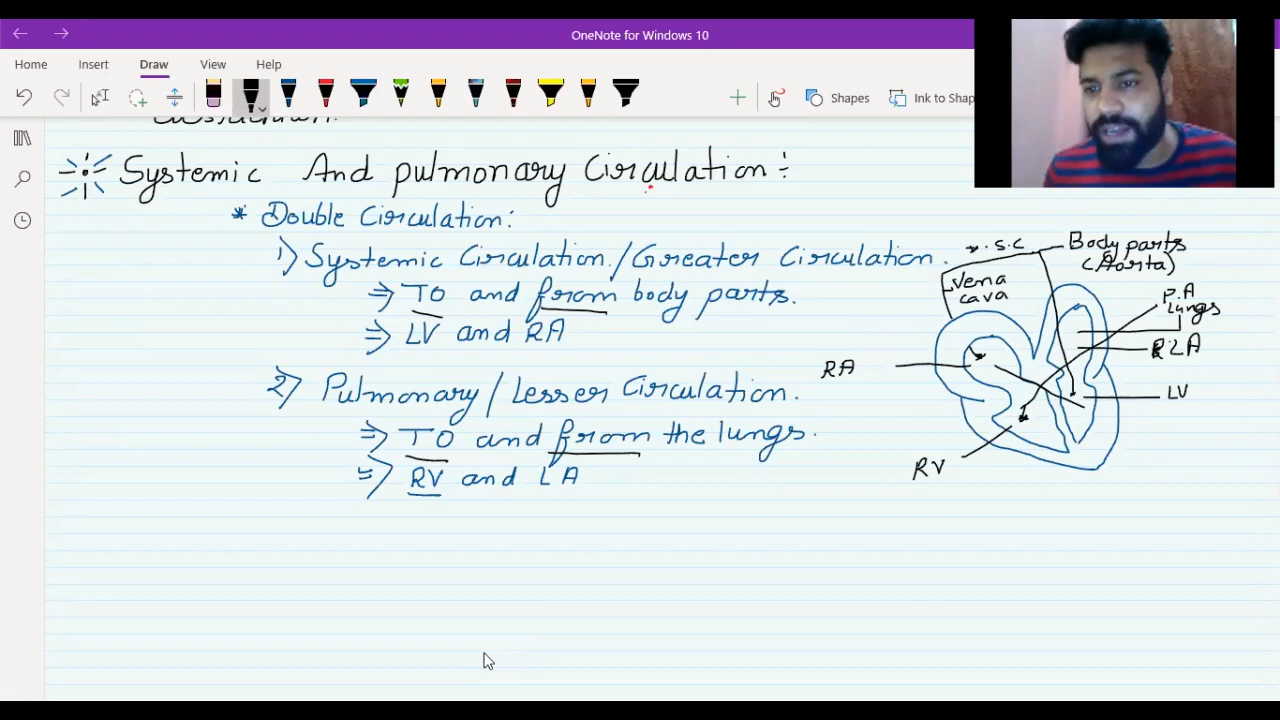 OneNote for Windows 10
Home Insert Draw View Help
Shapes Ink to Shap
Systemic And pulmonary Circulation:
* Double Circulation:
1) Systemic Circulation/Greater Circulation.
⇒ TO and from body parts.
⇒ LV and RA
2) Pulmonary/Lesser Circulation.
⇒ TO and from the lungs.
⇒ RV and LA
S.C
Body parts
(Aorta)
Vena
cava
P.A
Lungs
LA
RA
LV
RV